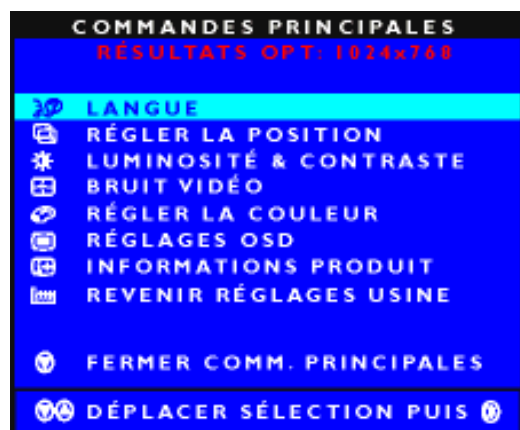 COMMANDES PRINCIPALES
RÉSULTATS OPT: 1024x768
LANGUE
RÉGLER LA POSITION
LUMINOSITÉ & CONTRASTE
BRUIT VIDÉO
RÉGLER LA COULEUR
RÉGLAGES OSD
INFORMATIONS PRODUIT
REVENIR RÉGLAGES USINE
FERMER COMM. PRINCIPALES
DÉPLACER SÉLECTION PUIS